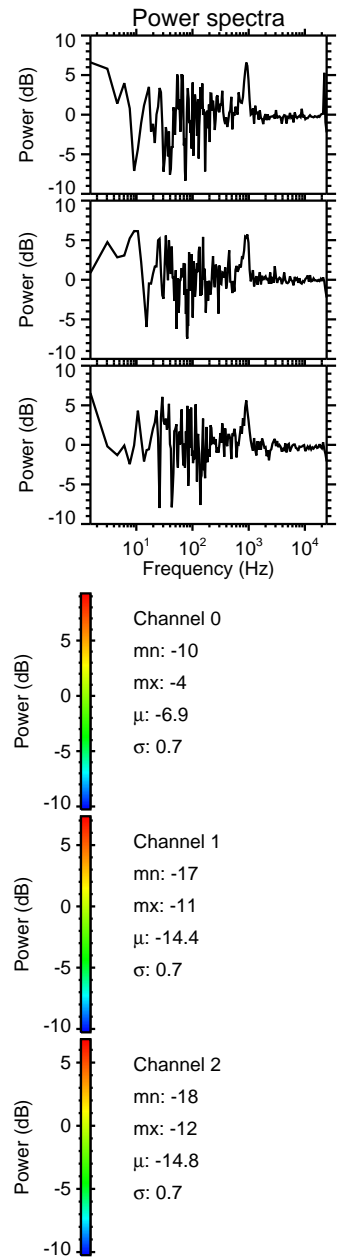 Power spectra
10
5
0
-5
-10
Power (dB)
10
5
0
-5
-10
Power (dB)
10
5
0
-5
-10
Power (dB)
10¹ 10² 10³ 10⁴
Frequency (Hz)
5
0
-5
-10
Power (dB)
Channel 0
mn: -10
mx: -4
μ: -6.9
σ: 0.7
5
0
-5
-10
Power (dB)
Channel 1
mn: -17
mx: -11
μ: -14.4
σ: 0.7
5
0
-5
-10
Power (dB)
Channel 2
mn: -18
mx: -12
μ: -14.8
σ: 0.7